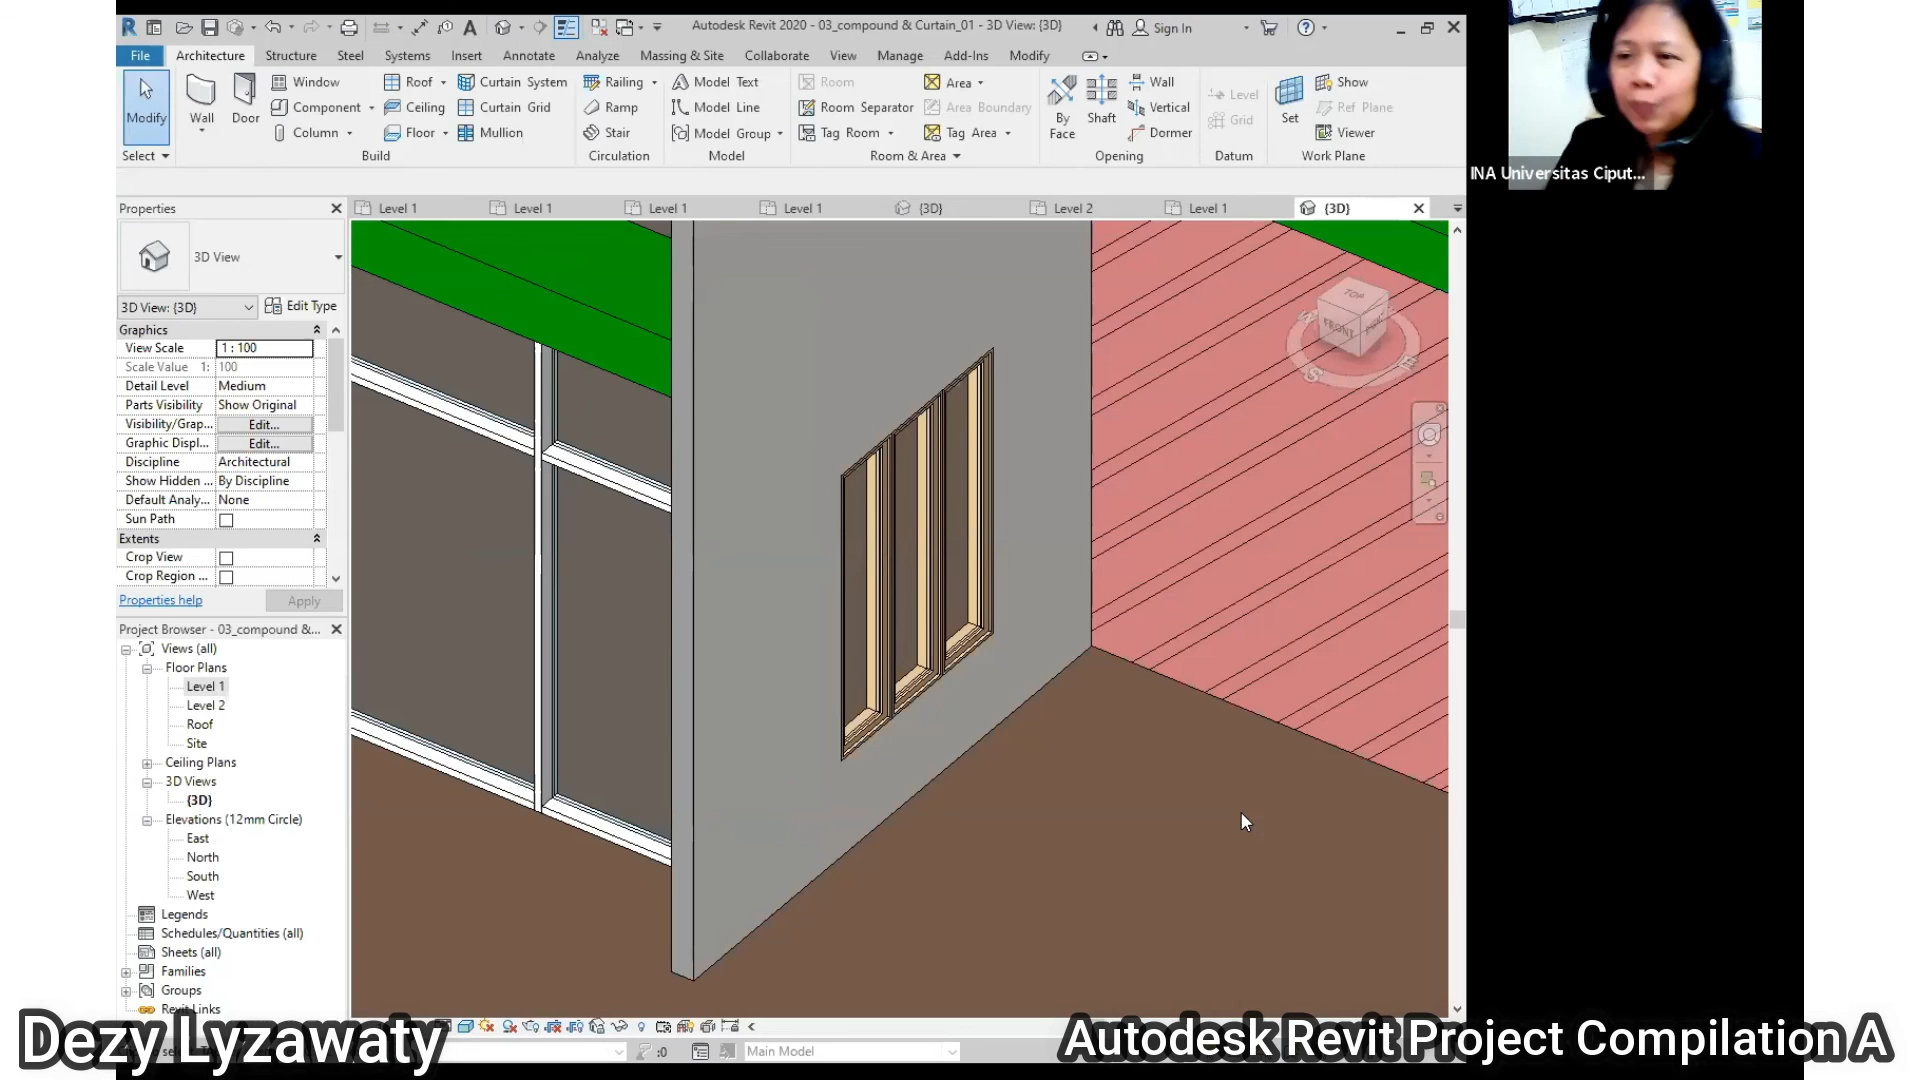 Autodesk Revit 2020 - 03_compound & Curtain_01 - 3D View: {3D}
Sign In
File Architecture Structure Steel Systems Insert Annotate Analyze Massing & Site Collaborate View Manage Add-Ins Modify
Modify
Wall
Door
Window
Component
Column
Roof
Ceiling
Floor
Curtain System
Curtain Grid
Mullion
Railing
Ramp
Stair
Model Text
Model Line
Model Group
Room
Room Separator
Tag Room
Area
Area Boundary
Tag Area
By Face
Shaft
Wall
Vertical
Dormer
Level
Grid
Set
Show
Ref Plane
Viewer
Select Build Circulation Model Room & Area Opening Datum Work Plane
INA Universitas Ciput...
Properties
Level 1 Level 1 Level 1 Level 1 {3D} Level 2 Level 1 {3D}
3D View
3D View: {3D} Edit Type
Graphics
View Scale 1 : 100
Scale Value 1: 100
Detail Level Medium
Parts Visibility Show Original
Visibility/Grap... Edit...
Graphic Displ... Edit...
Discipline Architectural
Show Hidden ... By Discipline
Default Analy... None
Sun Path
Extents
Crop View
Crop Region ...
Properties help Apply
Project Browser - 03_compound &...
Views (all)
Floor Plans
Level 1
Level 2
Roof
Site
Ceiling Plans
3D Views
{3D}
Elevations (12mm Circle)
East
North
South
West
Legends
Schedules/Quantities (all)
Sheets (all)
Families
Groups
Revit Links
TOP
FRONT
S
E
:0 Main Model
Dezy Lyzawaty
Autodesk Revit Project Compilation A